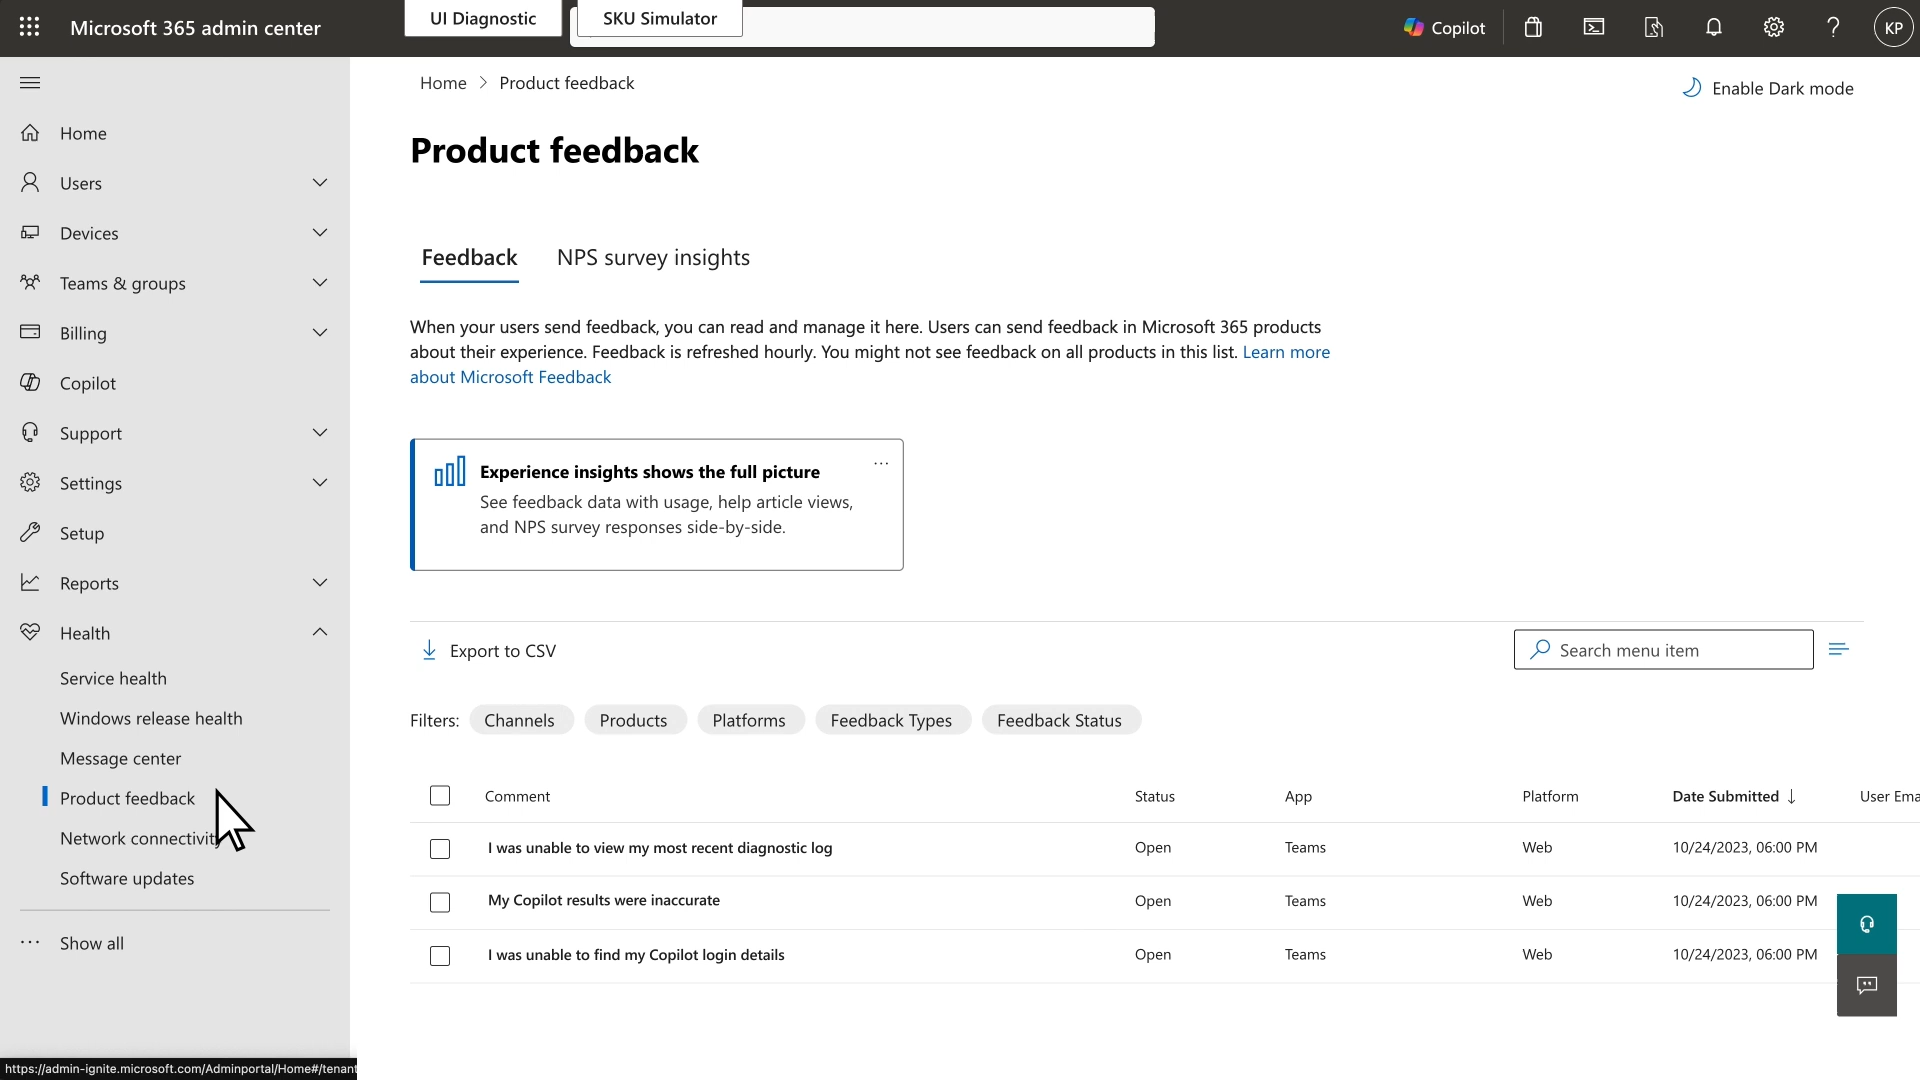 Microsoft 365 admin center
UI Diagnostic
SKU Simulator
Copilot
KP
Home
Users
Devices
Teams & groups
Billing
Copilot
Support
Settings
Setup
Reports
Health
Service health
Windows release health
Message center
Product feedback
Network connectivity
Software updates
Show all
https://admin-ignite.microsoft.com/Adminportal/Home#/tenant
Home > Product feedback
Enable Dark mode
Product feedback
Feedback
NPS survey insights
When your users send feedback, you can read and manage it here. Users can send feedback in Microsoft 365 products
about their experience. Feedback is refreshed hourly. You might not see feedback on all products in this list. Learn more
about Microsoft Feedback
Experience insights shows the full picture
See feedback data with usage, help article views,
and NPS survey responses side-by-side.
Export to CSV
Search menu item
Filters: Channels Products Platforms Feedback Types Feedback Status
Comment Status App Platform Date Submitted ↓ User Ema
I was unable to view my most recent diagnostic log Open Teams Web 10/24/2023, 06:00 PM
My Copilot results were inaccurate Open Teams Web 10/24/2023, 06:00 PM
I was unable to find my Copilot login details Open Teams Web 10/24/2023, 06:00 PM